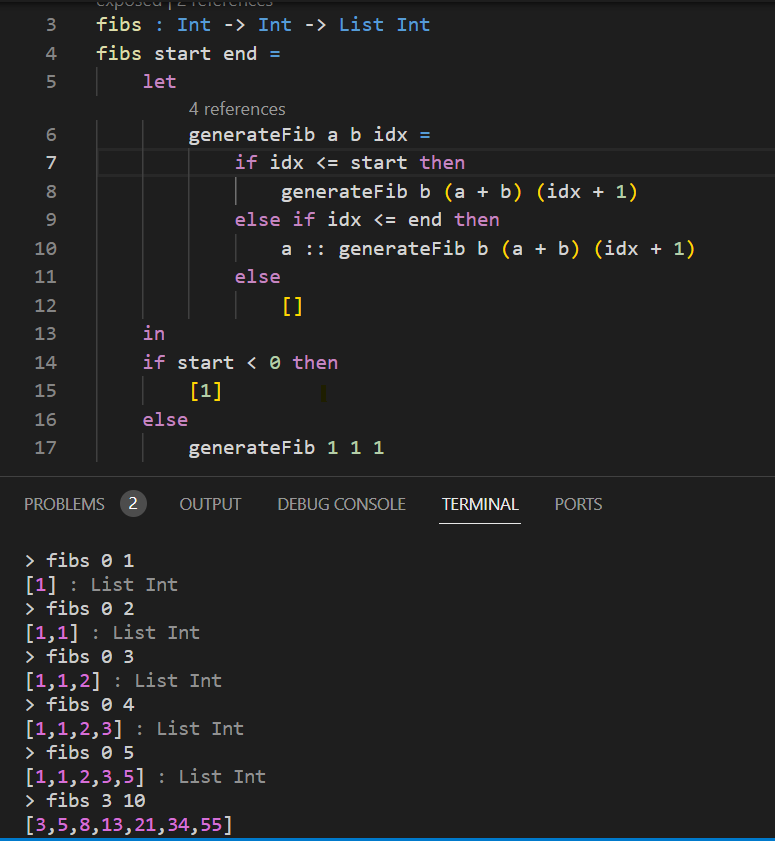 exposed | 2 references
3 fibs : Int -> Int -> List Int
4 fibs start end =
5     let
4 references
6         generateFib a b idx =
7             if idx <= start then
8                 generateFib b (a + b) (idx + 1)
9             else if idx <= end then
10                 a :: generateFib b (a + b) (idx + 1)
11             else
12                 []
13     in
14     if start < 0 then
15         [1]
16     else
17         generateFib 1 1 1
PROBLEMS 2 OUTPUT DEBUG CONSOLE TERMINAL PORTS
> fibs 0 1
[1] : List Int
> fibs 0 2
[1,1] : List Int
> fibs 0 3
[1,1,2] : List Int
> fibs 0 4
[1,1,2,3] : List Int
> fibs 0 5
[1,1,2,3,5] : List Int
> fibs 3 10
[3,5,8,13,21,34,55]